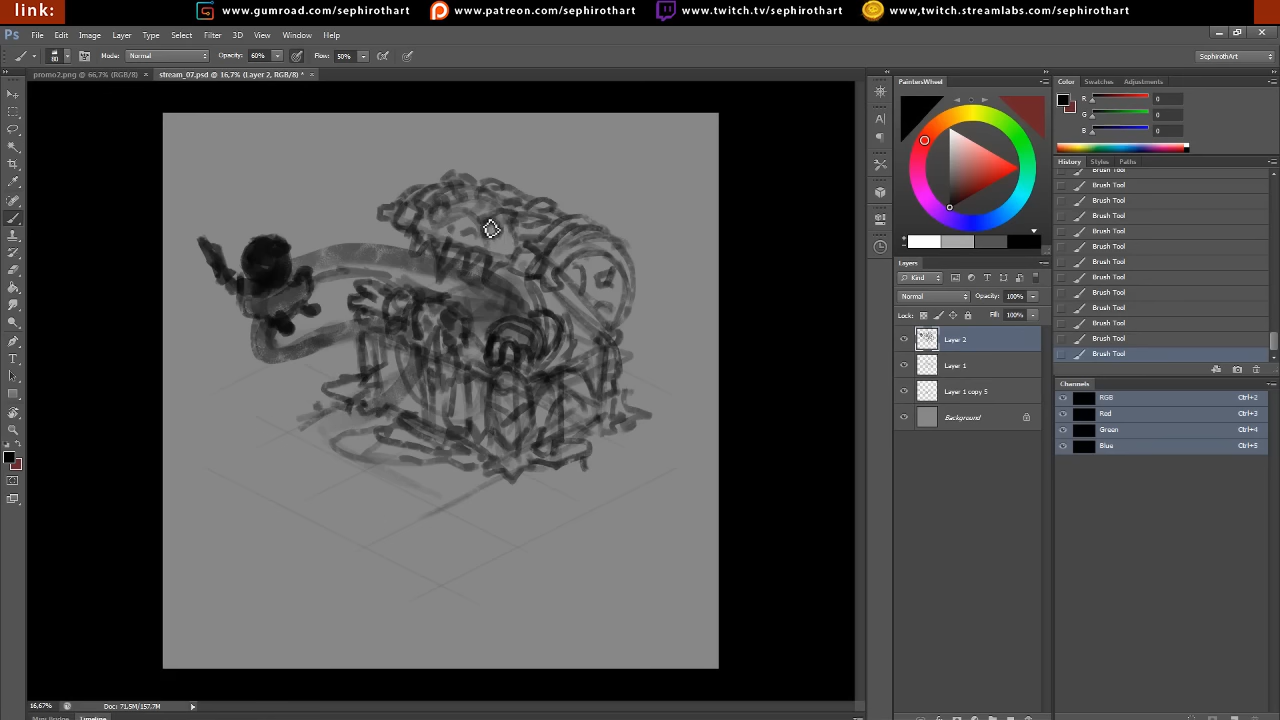 link: www.gumroad.com/sephirothart www.patreon.com/sephirothart www.twitch.tv/sephirothart ww,twitch.streamlabs.com/sephirothart
Ps File Edit Image Layer Type Select Filter 3D View Window Help
80 Mode: Normal Opacity: 60% Flow: 50% SephirothArt
promo2.png @ 66,7% (RGB/8) × stream_07.psd @ 16,7% (Layer 2, RGB/8) * ×
PaintersWheel
Color Swatches Adjustments
R 0
G 0
B 0
History Styles Paths
Brush Tool
Brush Tool
Brush Tool
Brush Tool
Brush Tool
Brush Tool
Brush Tool
Brush Tool
Brush Tool
Brush Tool
Brush Tool
Brush Tool
Brush Tool
Layers
Kind
Normal Opacity: 100%
Lock: Fill: 100%
Layer 2
Layer 1
Layer 1 copy 5
Background
Channels
RGB Ctrl+2
Red Ctrl+3
Green Ctrl+4
Blue Ctrl+5
16,67% Doc: 71.5M/157.7M
Mini Bridge Timeline